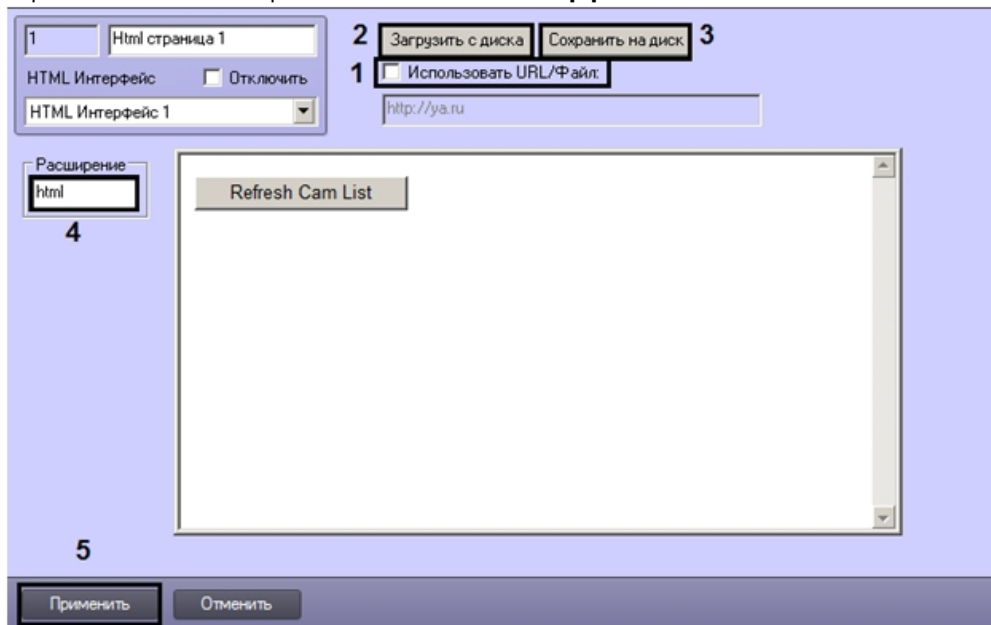 1 Html страница 1
HTML Интерфейс Отключить
HTML Интерфейс 1
2 Загрузить с диска Сохранить на диск 3
1 Использовать URL/Файл:
http://ya.ru
Расширение
html
4
Refresh Cam List
5
Применить Отменить